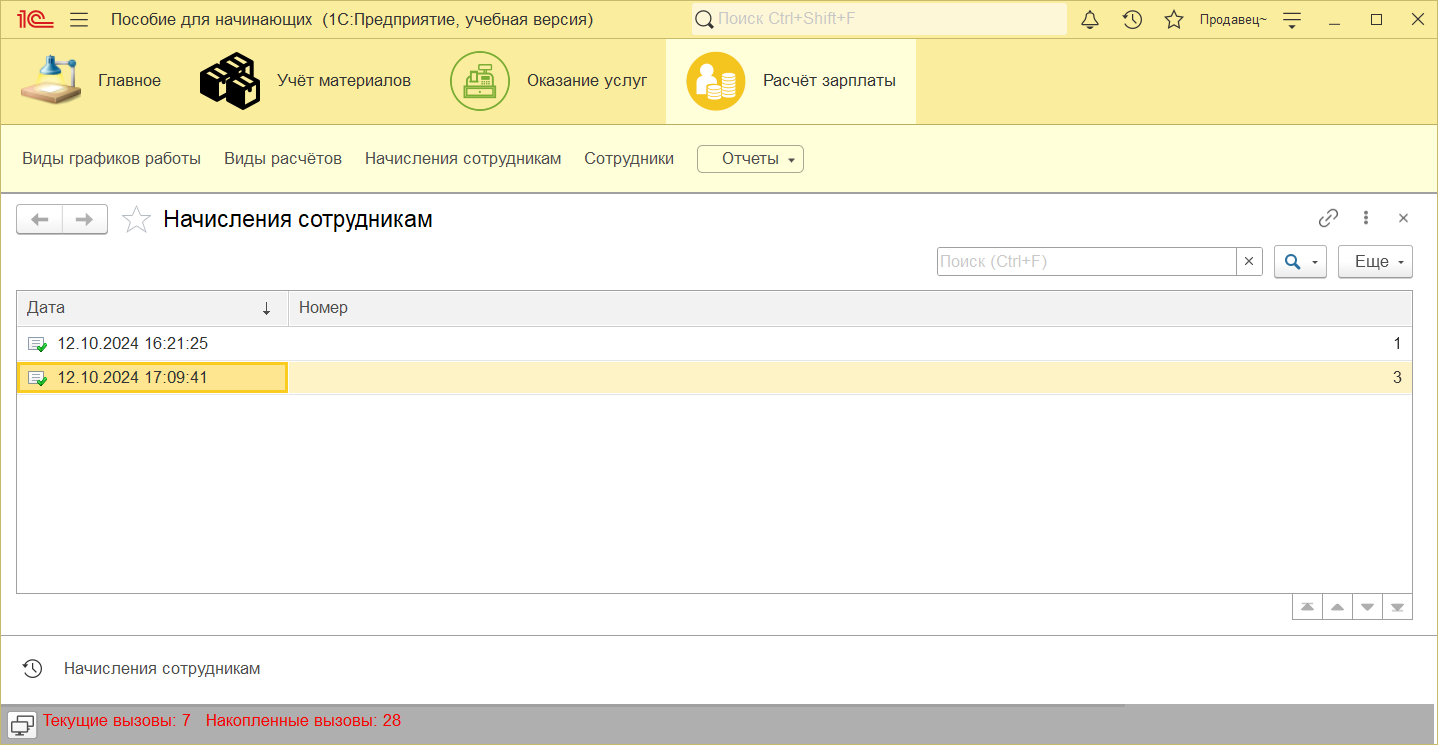 Пособие для начинающих (1С:Предприятие, учебная версия) Поиск Ctrl+Shift+F Продавец~
Главное Учёт материалов Оказание услуг Расчёт зарплаты
Виды графиков работы Виды расчётов Начисления сотрудникам Сотрудники Отчеты
Начисления сотрудникам
Поиск (Ctrl+F) × Еще
Дата ↓ Номер
12.10.2024 16:21:25 1
12.10.2024 17:09:41 3
Начисления сотрудникам
Текущие вызовы: 7 Накопленные вызовы: 28